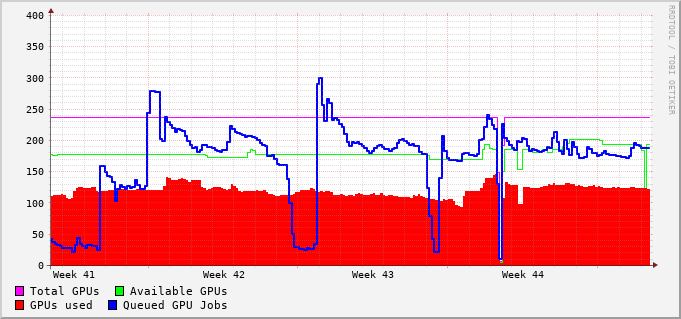 400
350
300
250
200
150
100
50
0
Week 41 Week 42 Week 43 Week 44
Total GPUs Available GPUs
GPUs used Queued GPU Jobs
RRDTOOL / TOBI OETIKER